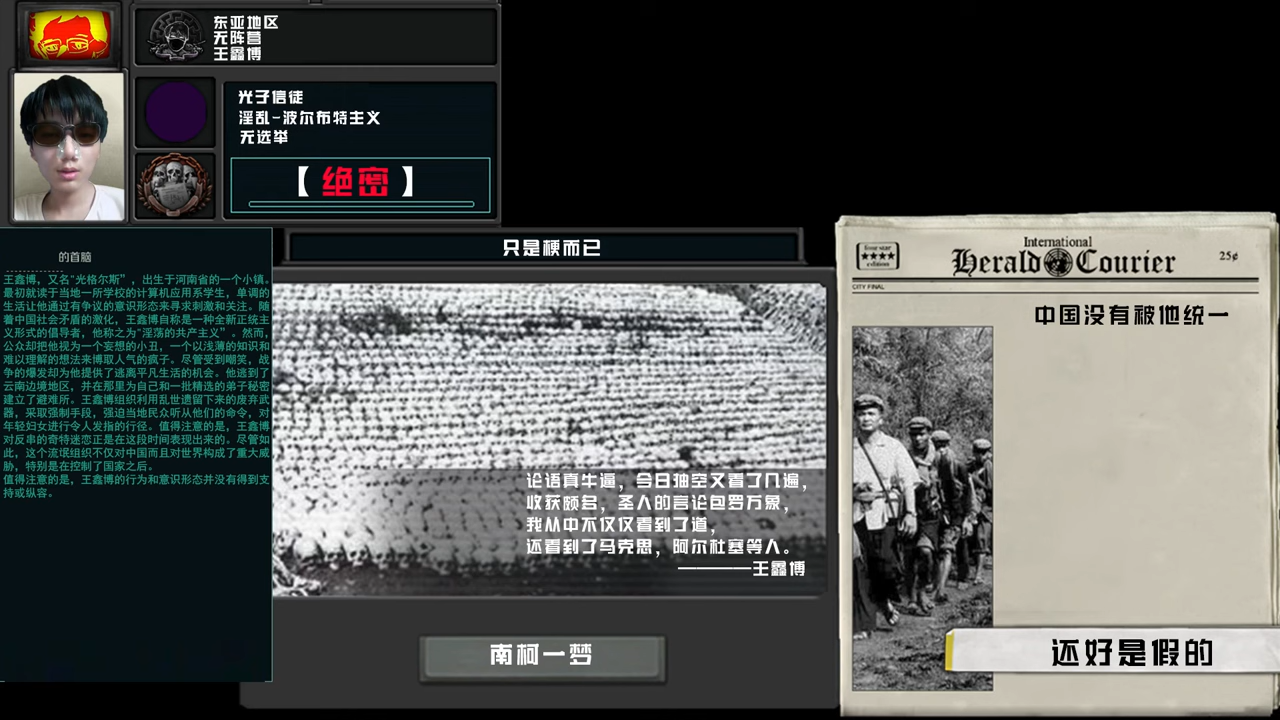 东亚地区
无阵营
王鑫博
光子信徒
淫乱-波尔布特主义
无选举
【绝密】
的首脑
王鑫博，又名“光格尔斯”，出生于河南省的一个小镇。
最初就读于当地一所学校的计算机应用系学生，单调的
生活让他通过有争议的意识形态来寻求刺激和关注。随
着中国社会矛盾的激化，王鑫博自称是一种全新正统主
义形式的倡导者，他称之为“淫荡的共产主义”。然而，
公众却把他视为一个妄想的小丑，一个以浅薄的知识和
难以理解的想法来博取人气的疯子。尽管受到嘲笑，战
争的爆发却为他提供了逃离平凡生活的机会。他逃到了
云南边境地区，并在那里为自己和一批精选的弟子秘密
建立了避难所。王鑫博组织利用乱世遗留下来的废弃武
器，采取强制手段，强迫当地民众听从他们的命令，对
年轻妇女进行令人发指的行径。值得注意的是，王鑫博
对反串的奇特迷恋正是在这段时间表现出来的。尽管如
此，这个流氓组织不仅对中国而且对世界构成了重大威
胁，特别是在控制了国家之后。
值得注意的是，王鑫博的行为和意识形态并没有得到支
持或纵容。
只是梗而已
论语真牛逼，今日抽空又看了几遍，
收获颇多，圣人的言论包罗万象，
我从中不仅仅看到了道，
还看到了马克思，阿尔杜塞等人。
————王鑫博
南柯一梦
four star
★★★★
edition
International
Herald Courier
25¢
CITY FINAL
中国没有被他统一
还好是假的